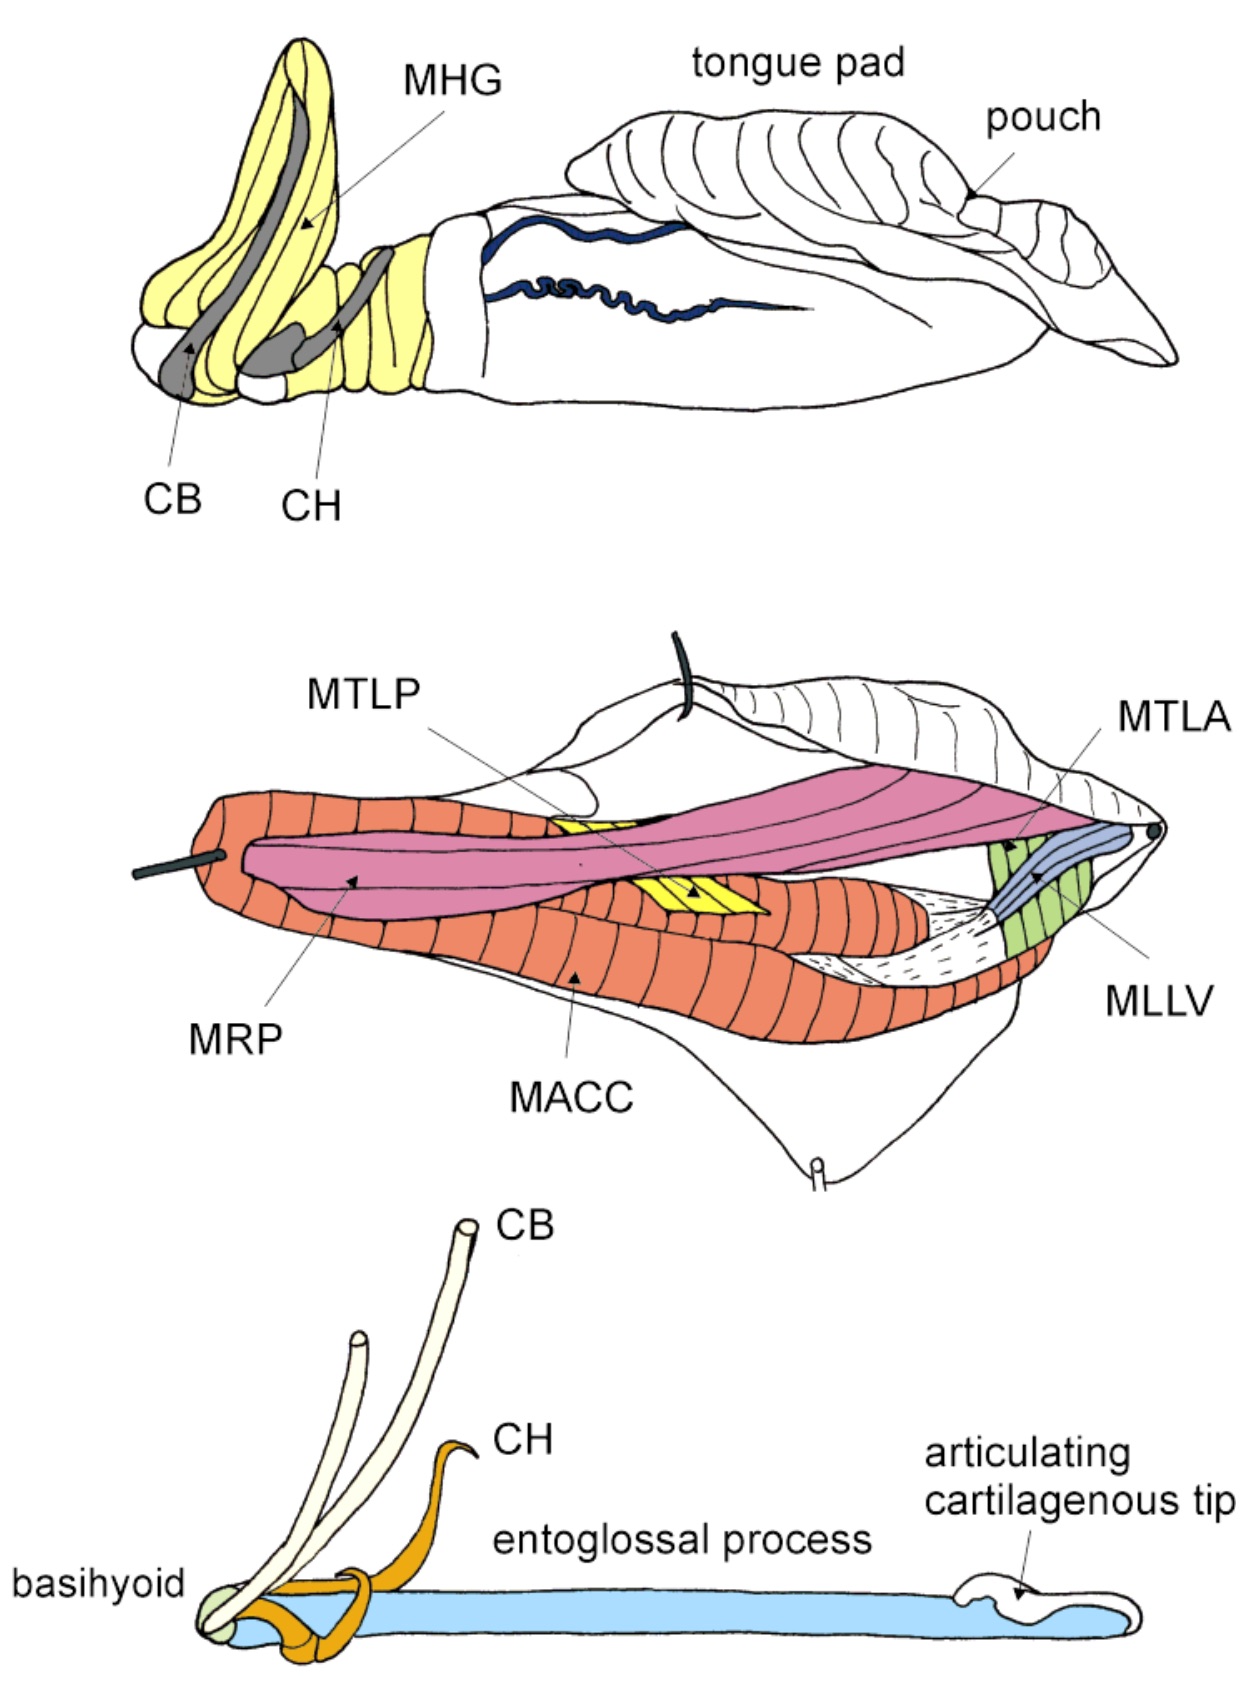 MHG
tongue pad
pouch
CB
CH
MTLP
MTLA
MRP
MACC
MLLV
CB
CH
articulating
cartilagenous tip
entoglossal process
basihyoid